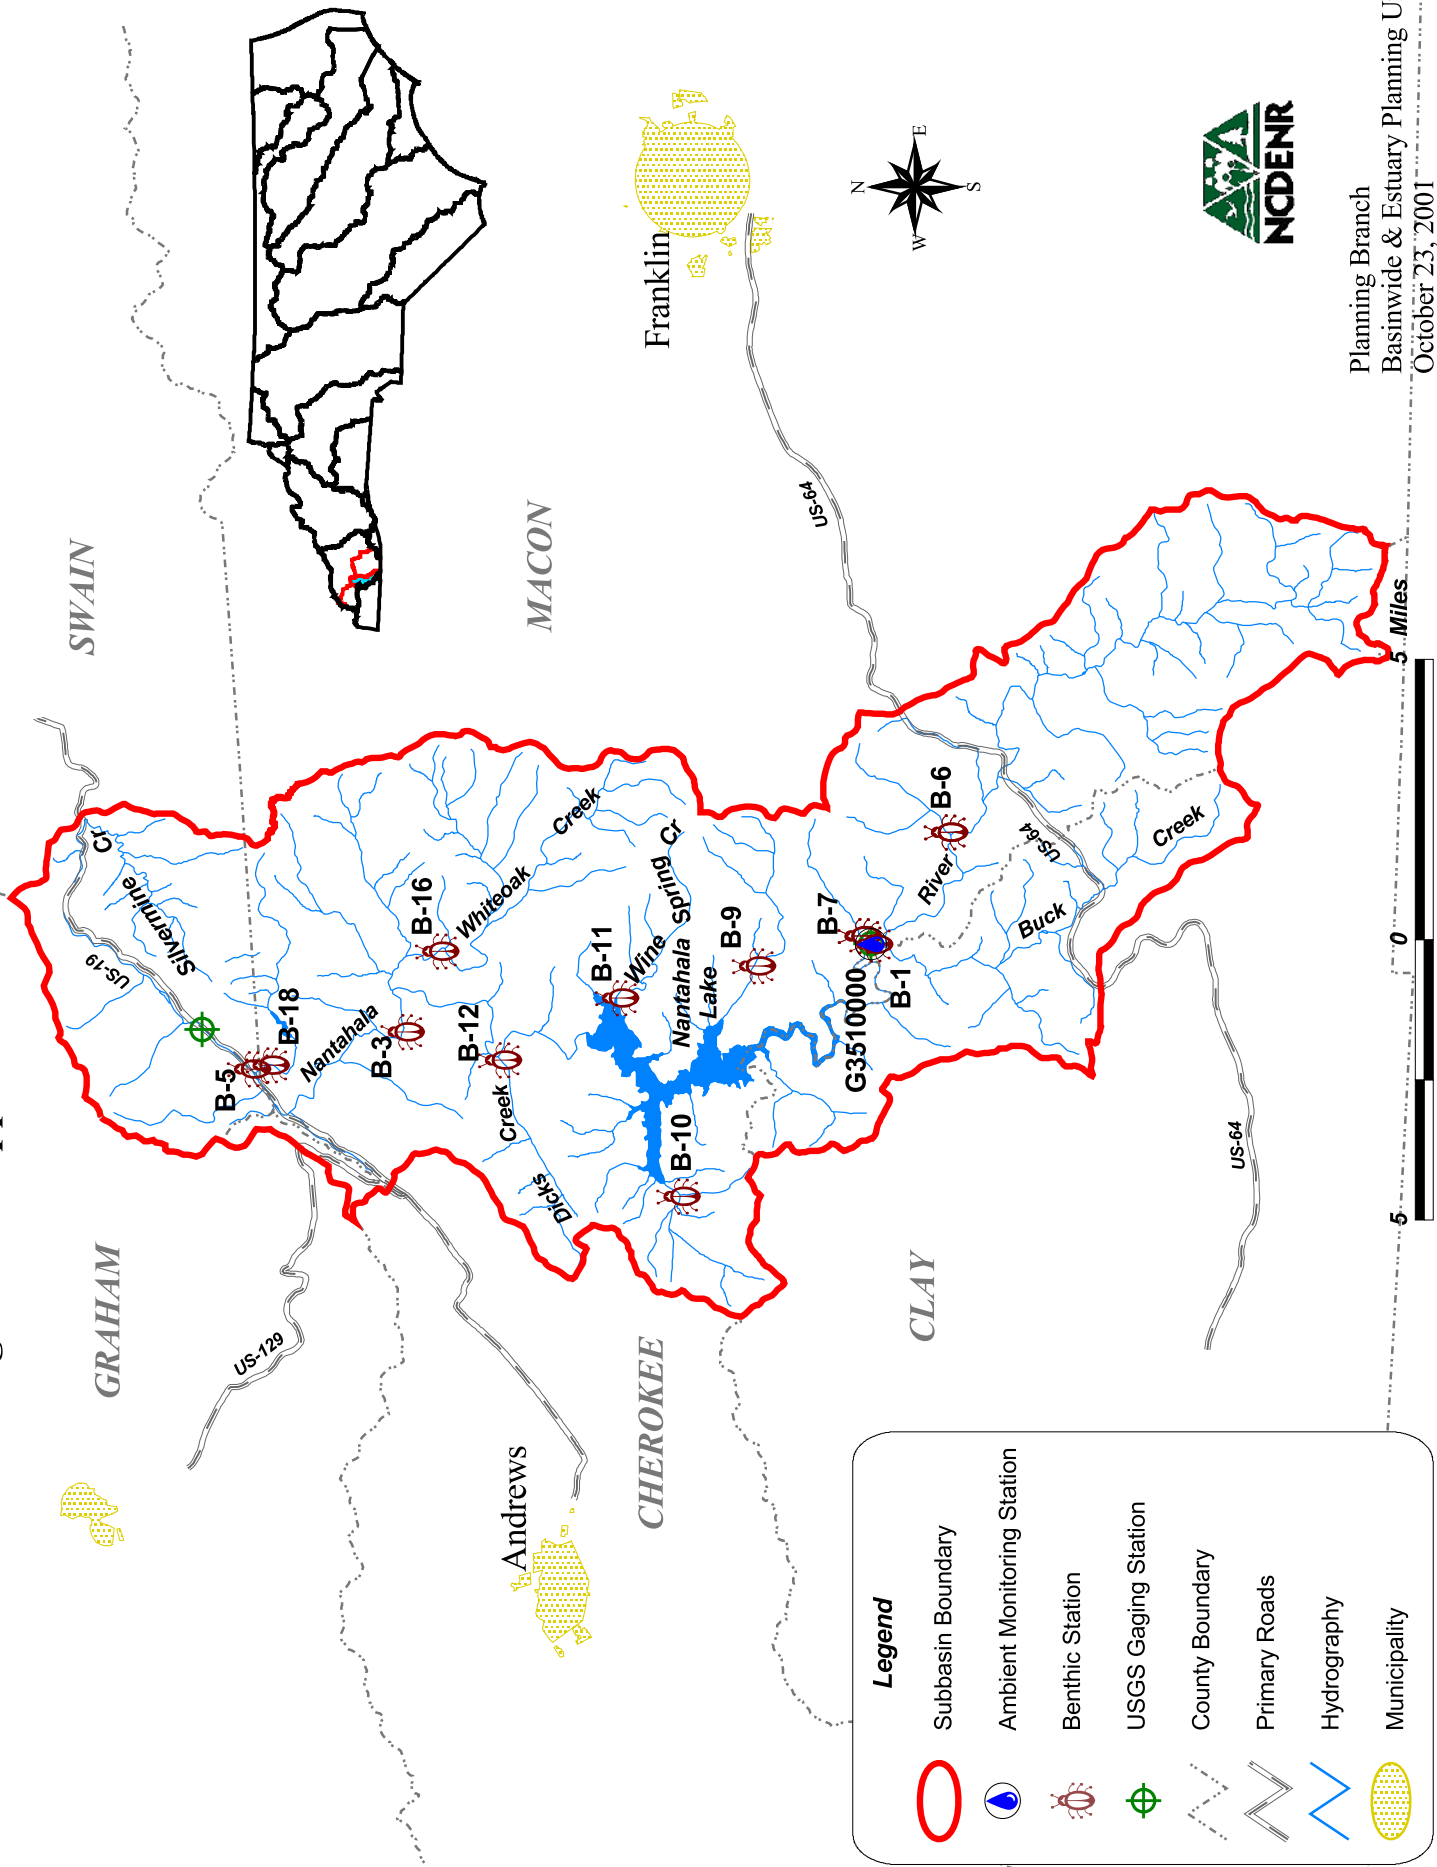 SWAIN
GRAHAM
MACON
CHEROKEE
CLAY
Franklin
Andrews
US-19
US-129
US-64
US-64
US-64
Silvermine
Cr
B-5
B-18
Nantahala
B-3
B-16
Whiteoak
Creek
B-12
Creek
Dicks
B-11
Wine
Spring
Cr
Nantahala
Lake
B-9
B-10
B-7
B-1
G3510000
B-6
River
Buck
Creek
N
W
E
S
NCDENR
Planning Branch
Basinwide & Estuary Planning U
October 23, 2001
5
0
5
Miles
Legend
Subbasin Boundary
Ambient Monitoring Station
Benthic Station
USGS Gaging Station
County Boundary
Primary Roads
Hydrography
Municipality